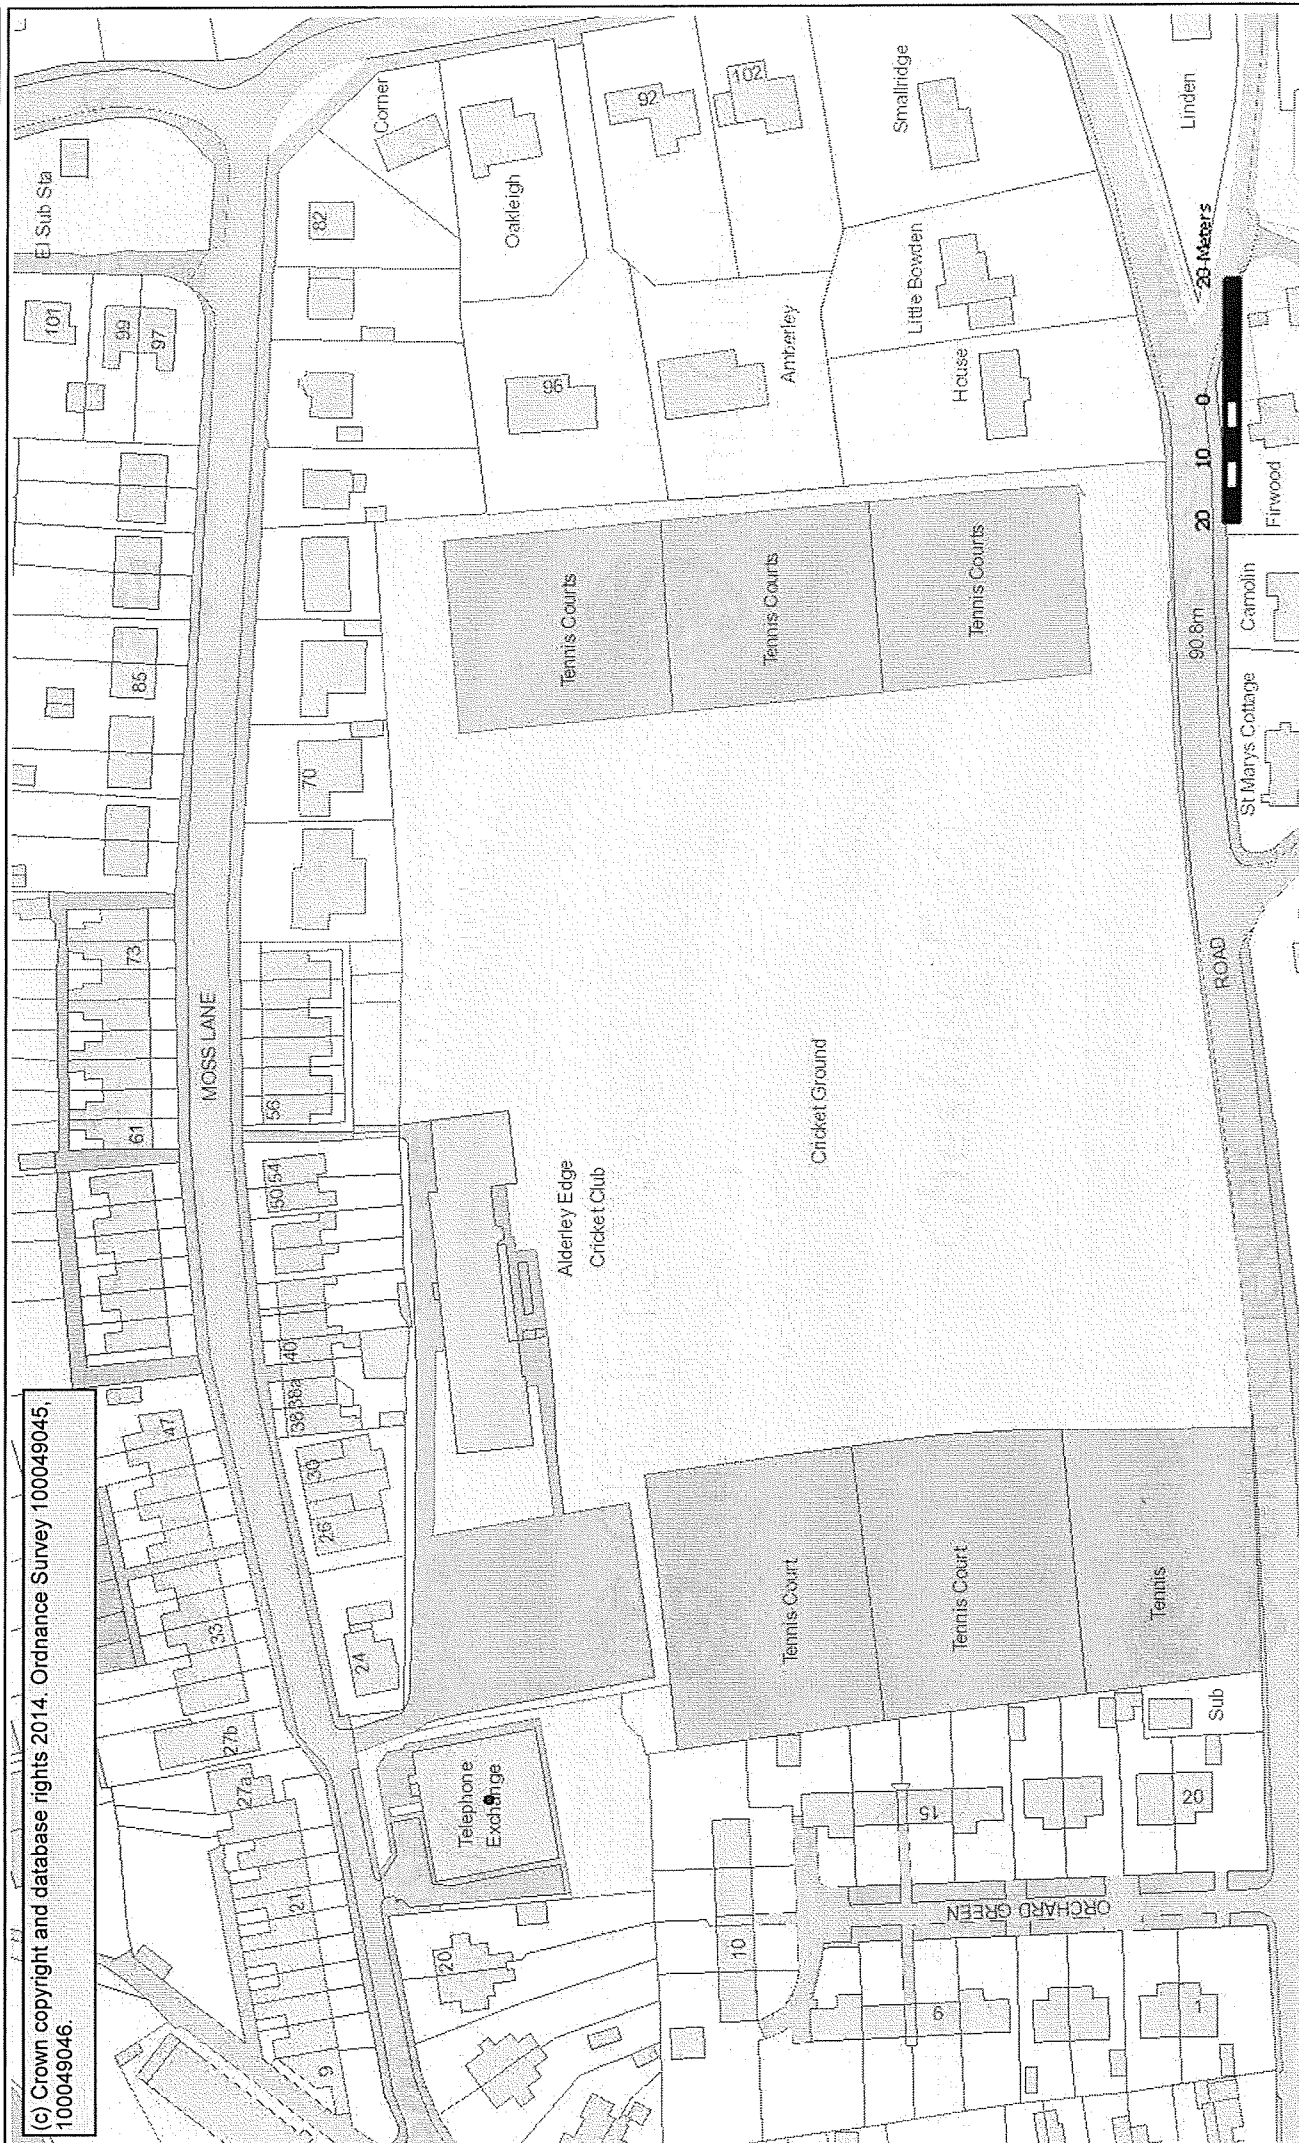 (c) Crown copyright and database rights 2014. Ordnance Survey 100049045,
100049046.
El Sub Sta
101
99
97
85
73
61
47
33
27b
27a
21
9
MOSS LANE
Corner
82
70
56
50
54
40
38
38a
30
26
24
20
Oakleigh
92
102
Smallridge
96
Amberley
Little Bowden
House
Linden
Tennis Courts
Tennis Courts
Tennis Courts
Alderley Edge
Cricket Club
Cricket Ground
Telephone
Exchange
Tennis Court
Tennis Court
Tennis
Sub
10
15
20
9
1
ORCHARD GREEN
ROAD
90.8m
St Marys Cottage
Camolin
Firwood
20
10
0
20 Meters